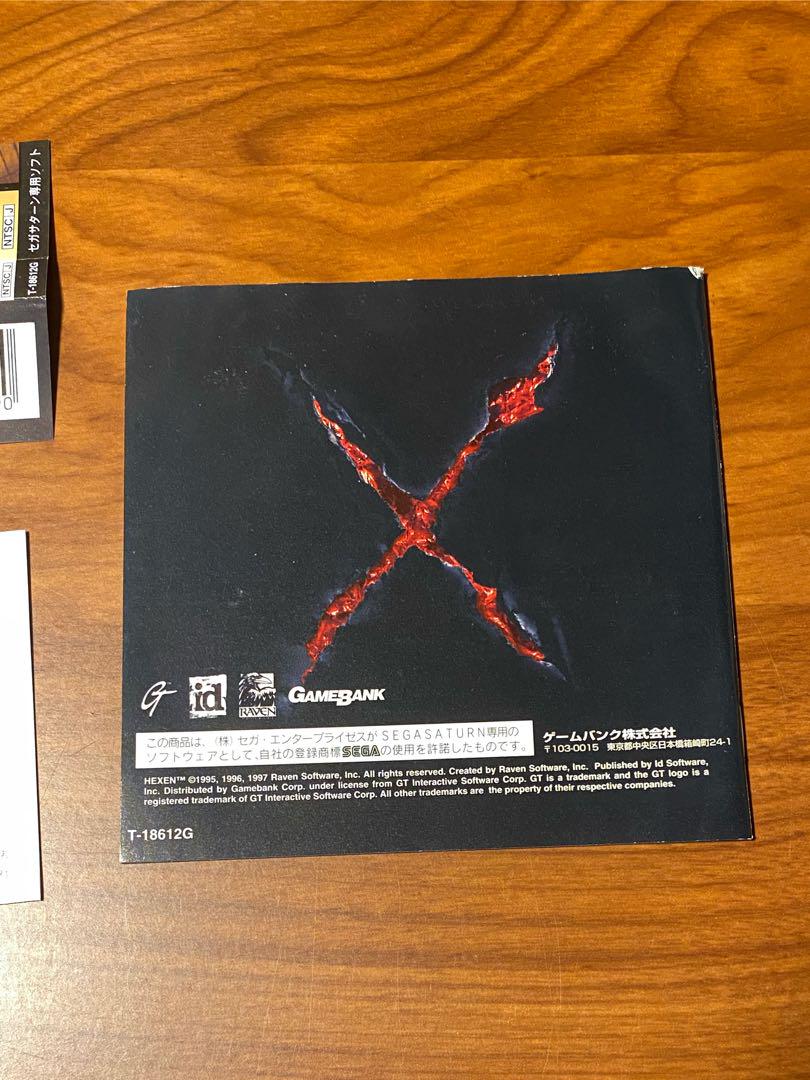 セガサターン専用ソフト
NTSC J
T-18612G
NTSC J
0
GT
id
RAVEN
GAMEBANK
この商品は、(株)セガ・エンタープライゼスがSEGASATURN専用の
ソフトウェアとして、自社の登録商標SEGAの使用を許諾したものです。
ゲームバンク株式会社
〒103-0015 東京都中央区日本橋箱崎町24-1
HEXEN™ ©1995, 1996, 1997 Raven Software, Inc. All rights reserved. Created by Raven Software, Inc. Published by Id Software,
Inc. Distributed by Gamebank Corp. under license from GT Interactive Software Corp. GT is a trademark and the GT logo is a
registered trademark of GT Interactive Software Corp. All other trademarks are the property of their respective companies.
T-18612G